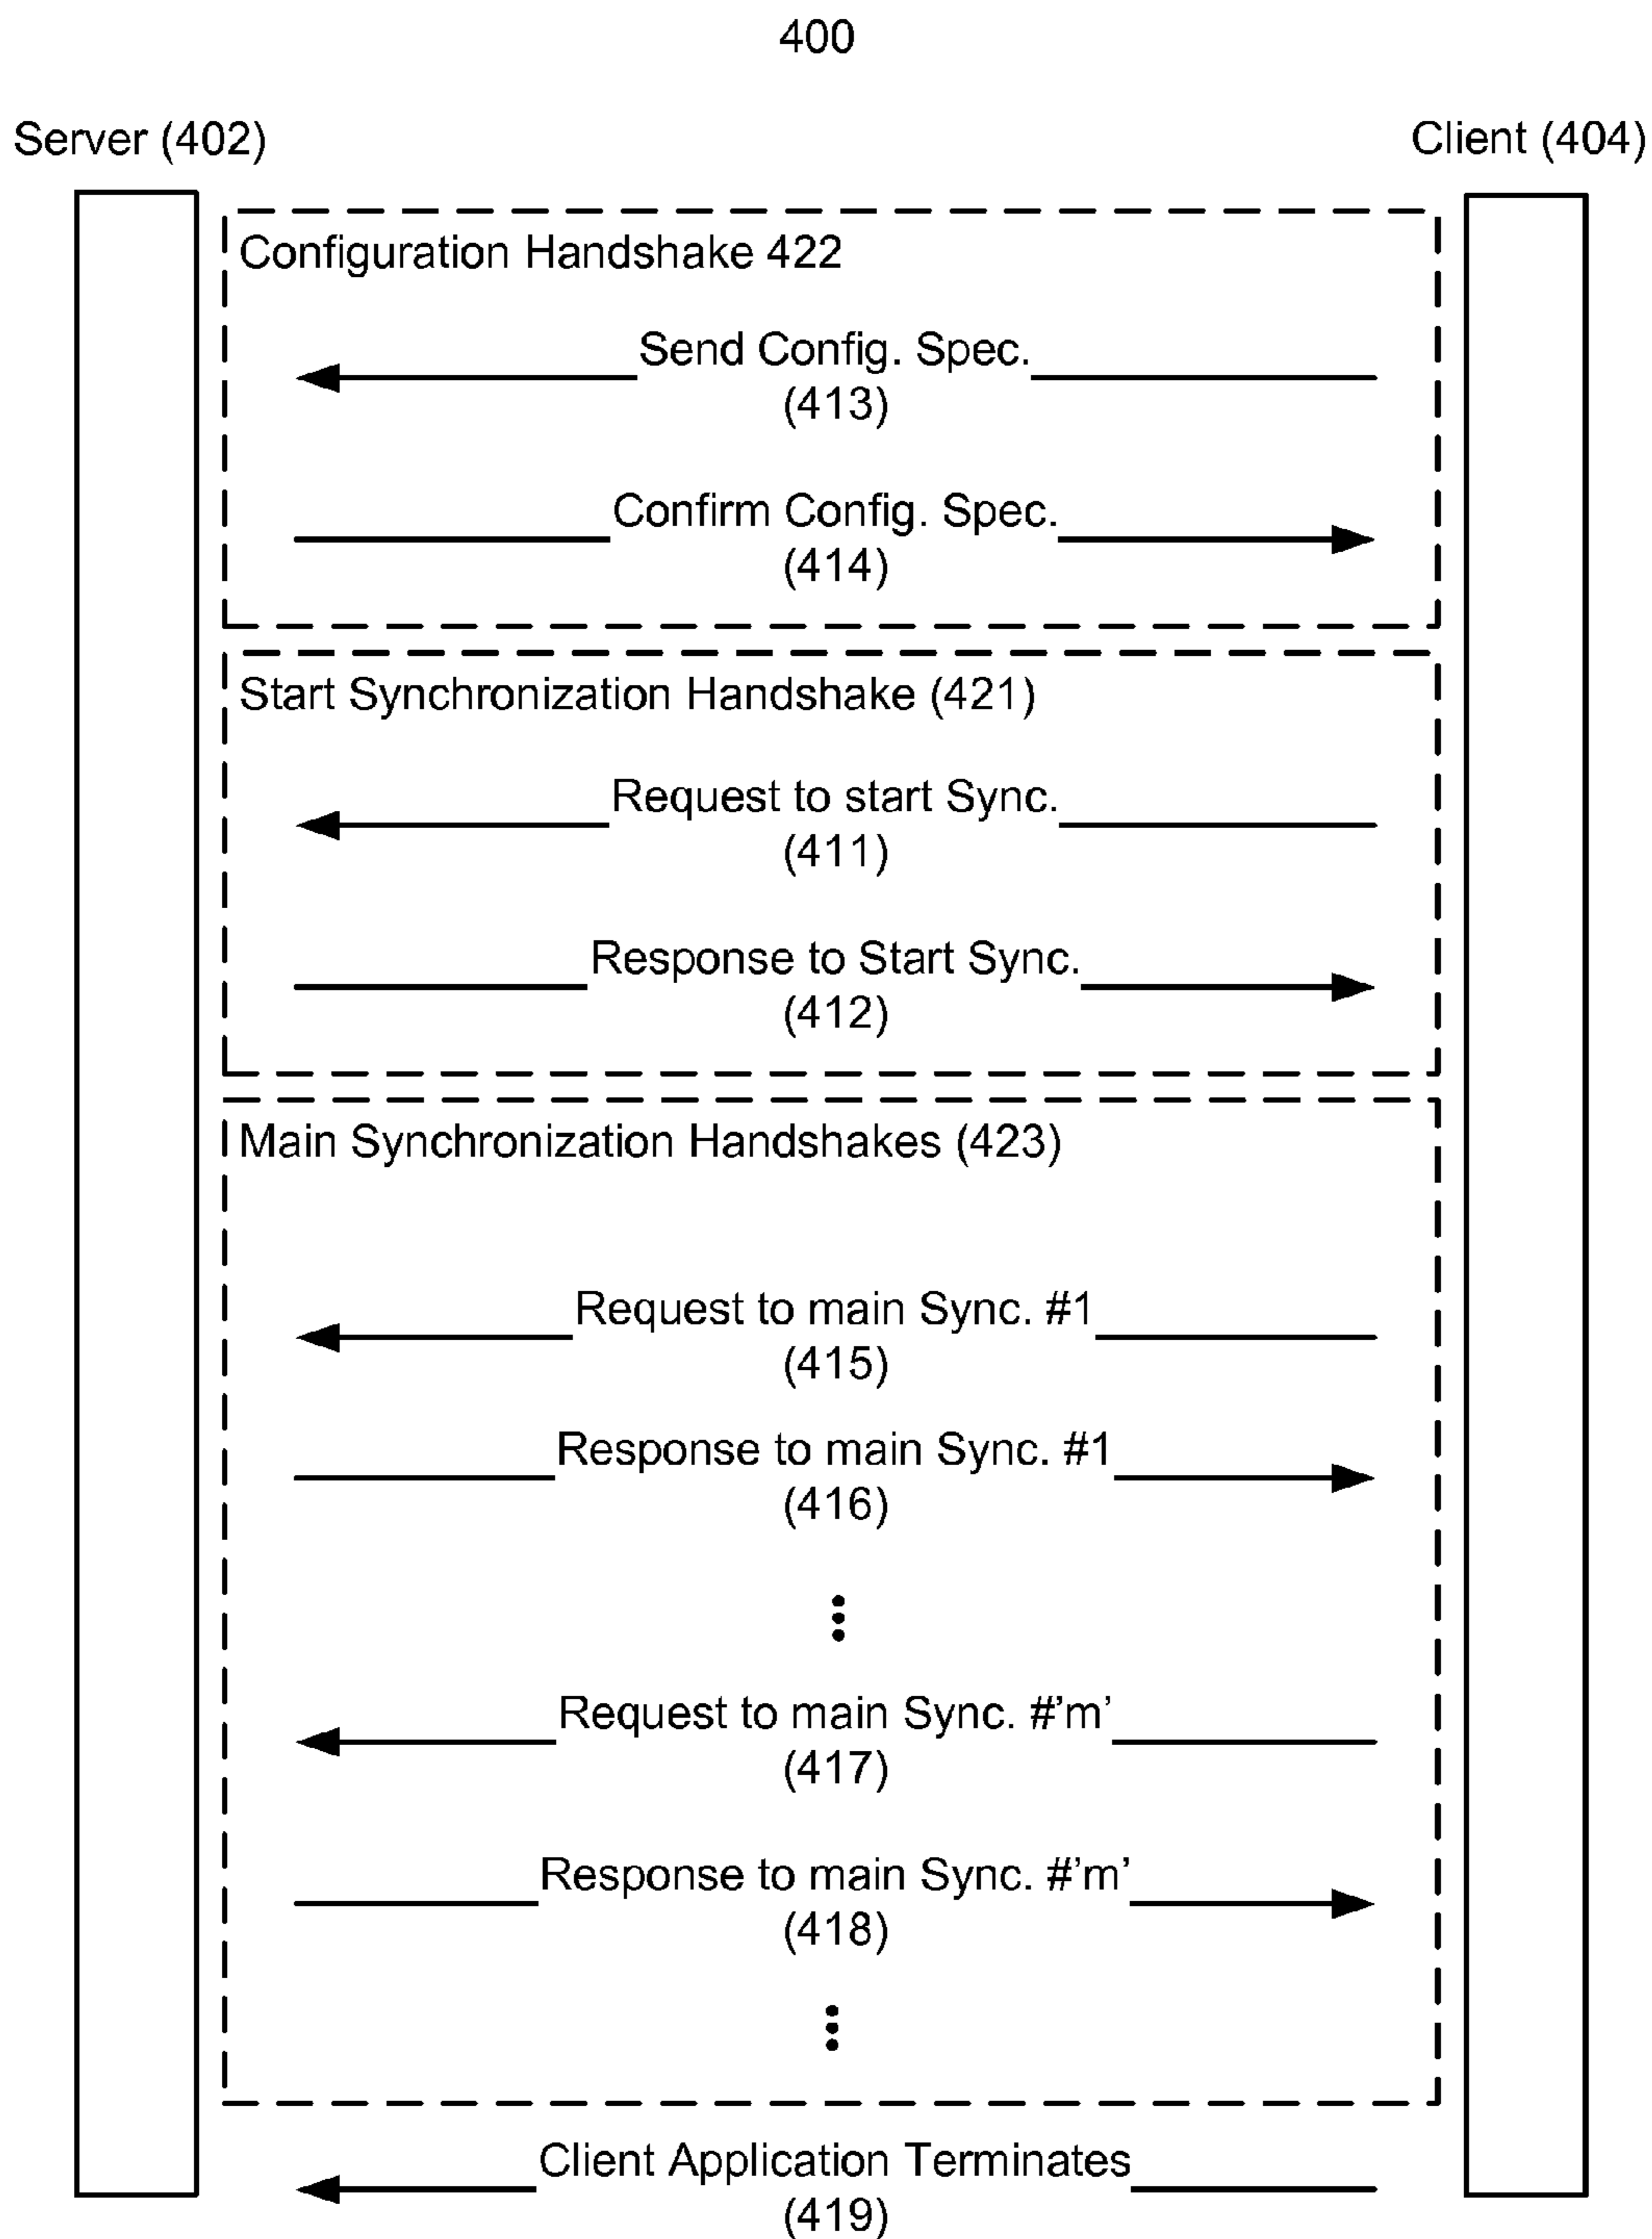 400
Server (402)
Client (404)
Configuration Handshake 422
Send Config. Spec.
(413)
Confirm Config. Spec.
(414)
Start Synchronization Handshake (421)
Request to start Sync.
(411)
Response to Start Sync.
(412)
Main Synchronization Handshakes (423)
Request to main Sync. #1
(415)
Response to main Sync. #1
(416)
Request to main Sync. #’m’
(417)
Response to main Sync. #’m’
(418)
Client Application Terminates
(419)